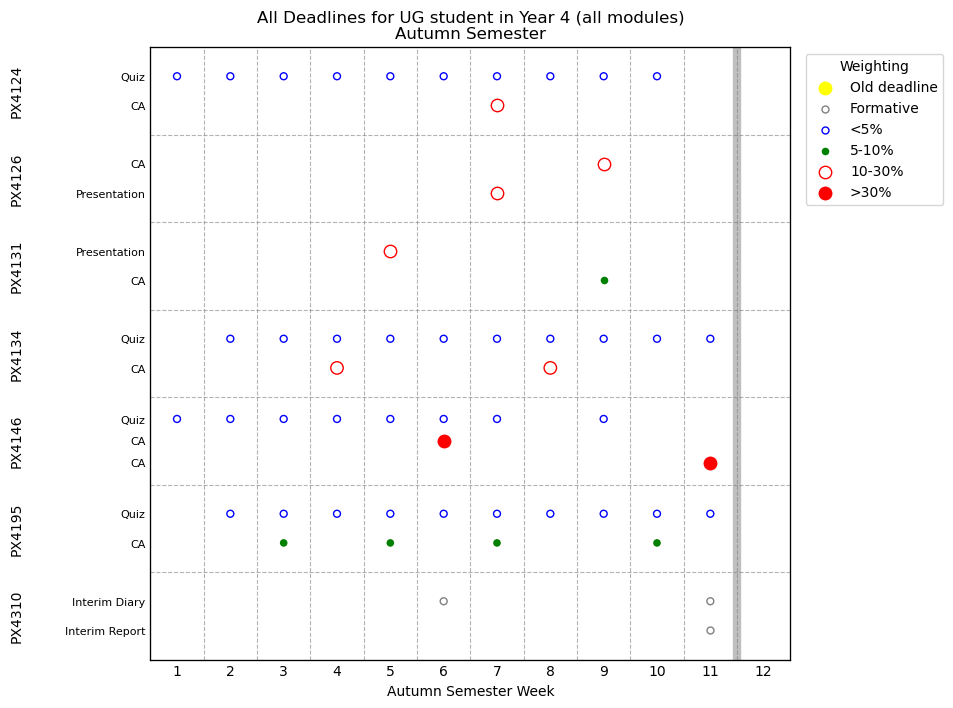 All Deadlines for UG student in Year 4 (all modules)
Autumn Semester
Weighting
Old deadline
Formative
<5%
5-10%
10-30%
>30%
PX4124
Quiz
CA
PX4126
CA
Presentation
PX4131
Presentation
CA
PX4134
Quiz
CA
PX4146
Quiz
CA
CA
PX4195
Quiz
CA
PX4310
Interim Diary
Interim Report
1 2 3 4 5 6 7 8 9 10 11 12
Autumn Semester Week